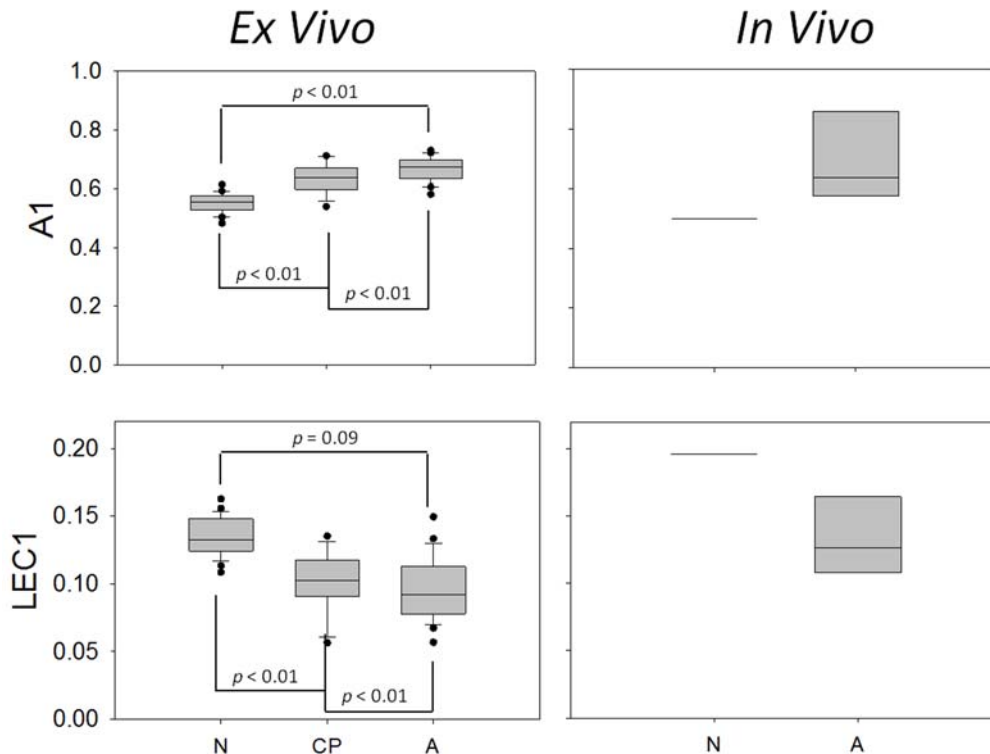 Ex Vivo
In Vivo
A1
1.0
0.8
0.6
0.4
0.2
0.0
p < 0.01
p < 0.01
p < 0.01
N
A
LEC1
0.20
0.15
0.10
0.05
0.00
p = 0.09
p < 0.01
p < 0.01
N CP A
N A